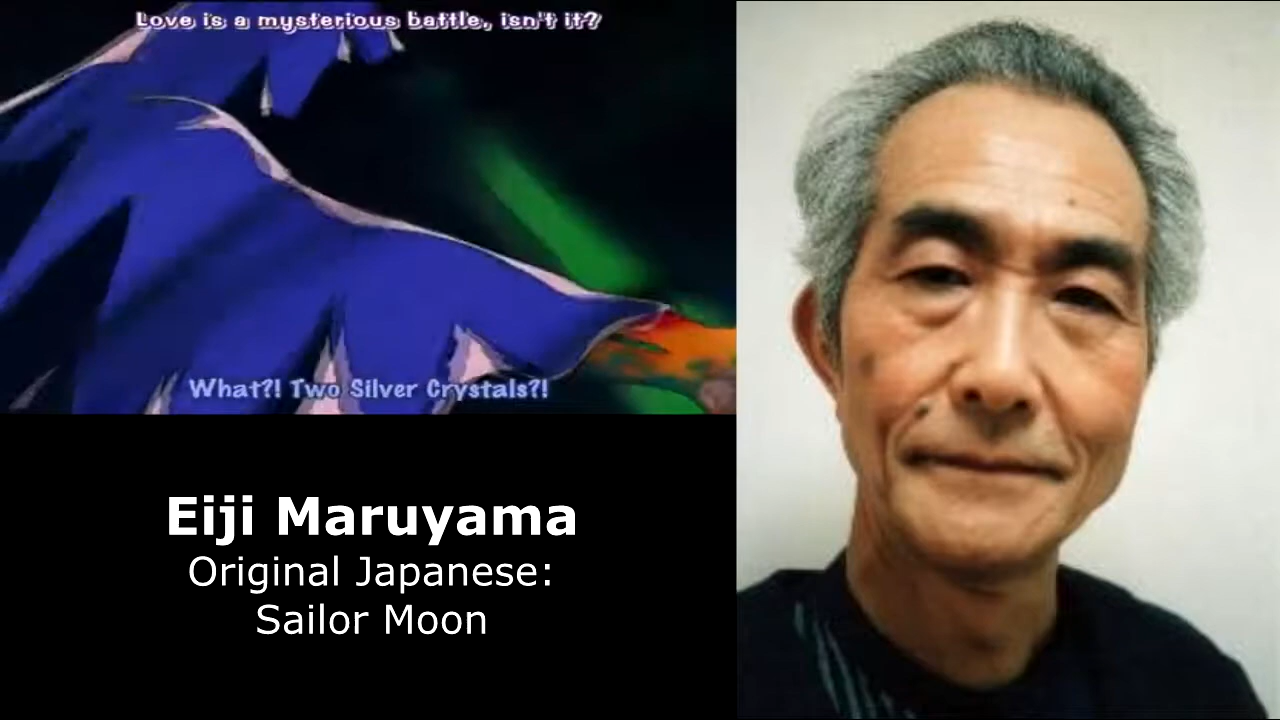 Love is a mysterious battle, isn't it?
What?! Two Silver Crystals?!
Eiji Maruyama
Original Japanese:
Sailor Moon